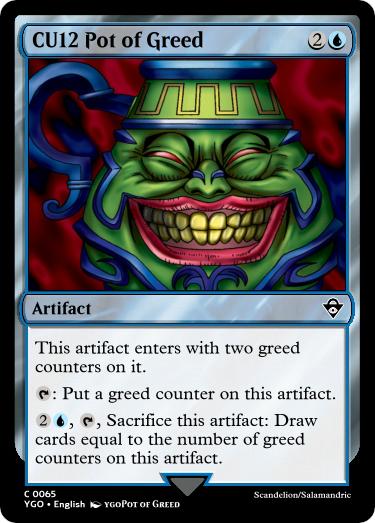 CU12 Pot of Greed 2
Artifact
This artifact enters with two greed
counters on it.
: Put a greed counter on this artifact.
2 , , Sacrifice this artifact: Draw
cards equal to the number of greed
counters on this artifact.
C 0065
YGO • English ygoPot of Greed
Scandelion/Salamandric